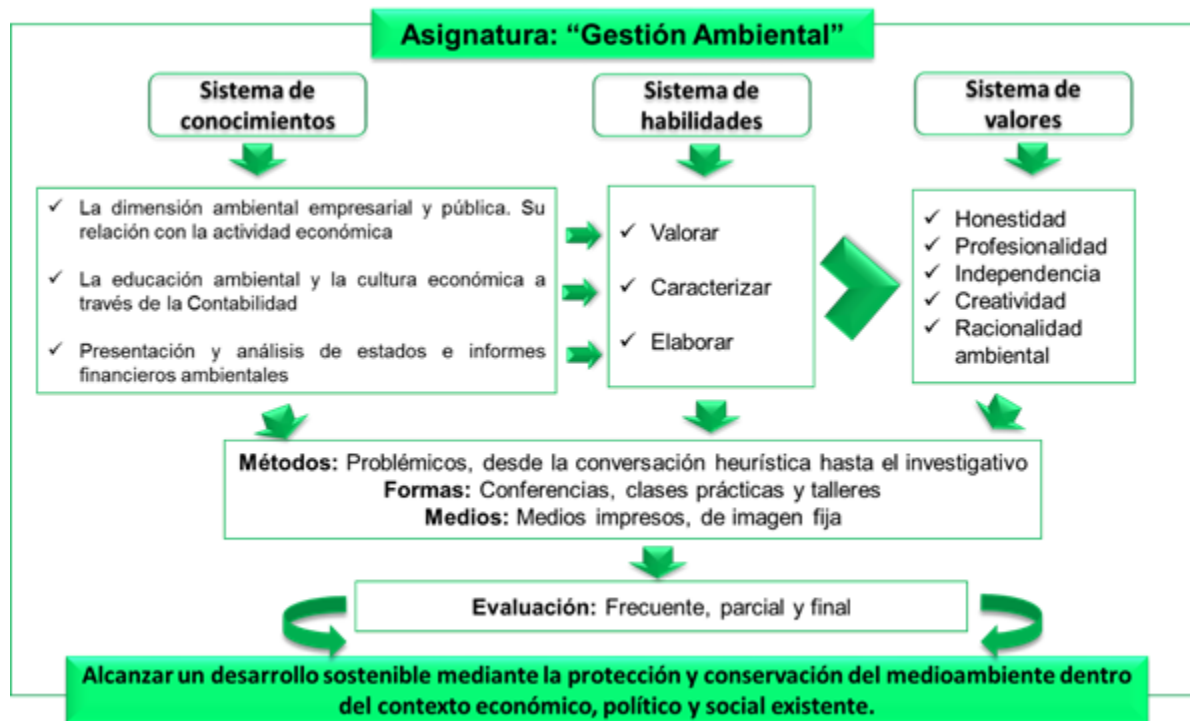 Asignatura: “Gestión Ambiental”
Sistema de
conocimientos
Sistema de
habilidades
Sistema de
valores
✓ La dimensión ambiental empresarial y pública. Su
relación con la actividad económica
✓ La educación ambiental y la cultura económica a
través de la Contabilidad
✓ Presentación y análisis de estados e informes
financieros ambientales
✓ Valorar
✓ Caracterizar
✓ Elaborar
✓ Honestidad
✓ Profesionalidad
✓ Independencia
✓ Creatividad
✓ Racionalidad
ambiental
Métodos: Problémicos, desde la conversación heurística hasta el investigativo
Formas: Conferencias, clases prácticas y talleres
Medios: Medios impresos, de imagen fija
Evaluación: Frecuente, parcial y final
Alcanzar un desarrollo sostenible mediante la protección y conservación del medioambiente dentro
del contexto económico, político y social existente.